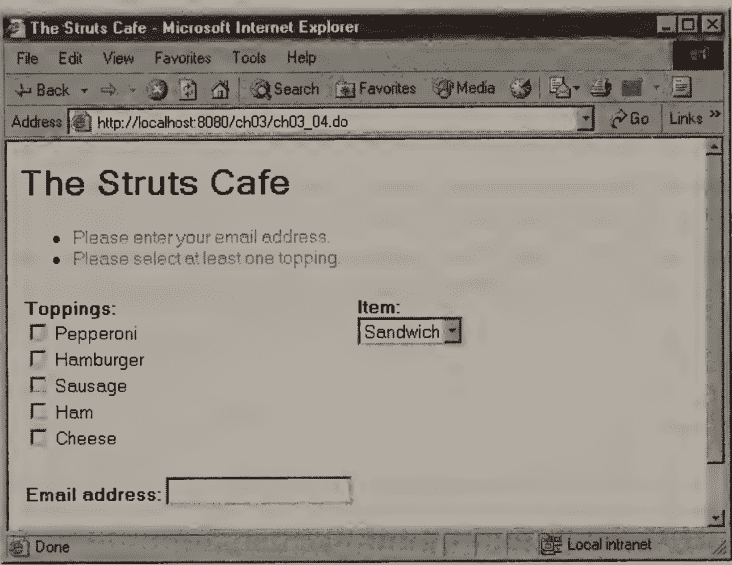 The Struts Cafe - Microsoft Internet Explorer
File Edit View Favorites Tools Help
Back Search Favorites Media
Address http://localhost:8080/ch03/ch03_04.do Go Links »
The Struts Cafe
• Please enter your email address.
• Please select at least one topping.
Toppings: Item:
Pepperoni Sandwich
Hamburger
Sausage
Ham
Cheese
Email address:
Done Local intranet